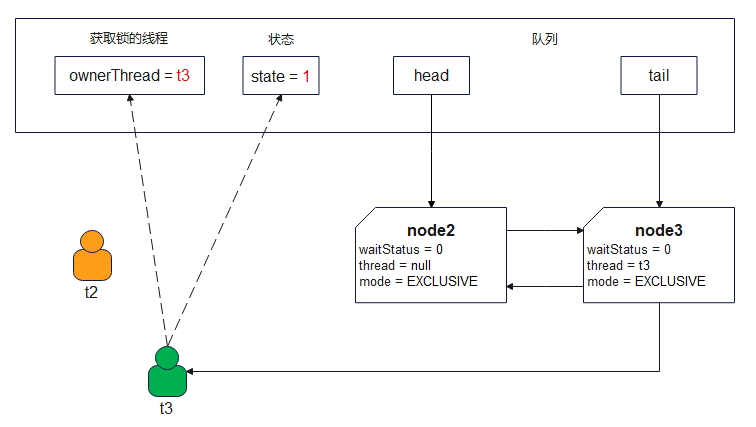 获取锁的线程
状态
队列
ownerThread = t3
state = 1
head
tail
node2
waitStatus = 0
thread = null
mode = EXCLUSIVE
node3
waitStatus = 0
thread = t3
mode = EXCLUSIVE
t2
t3